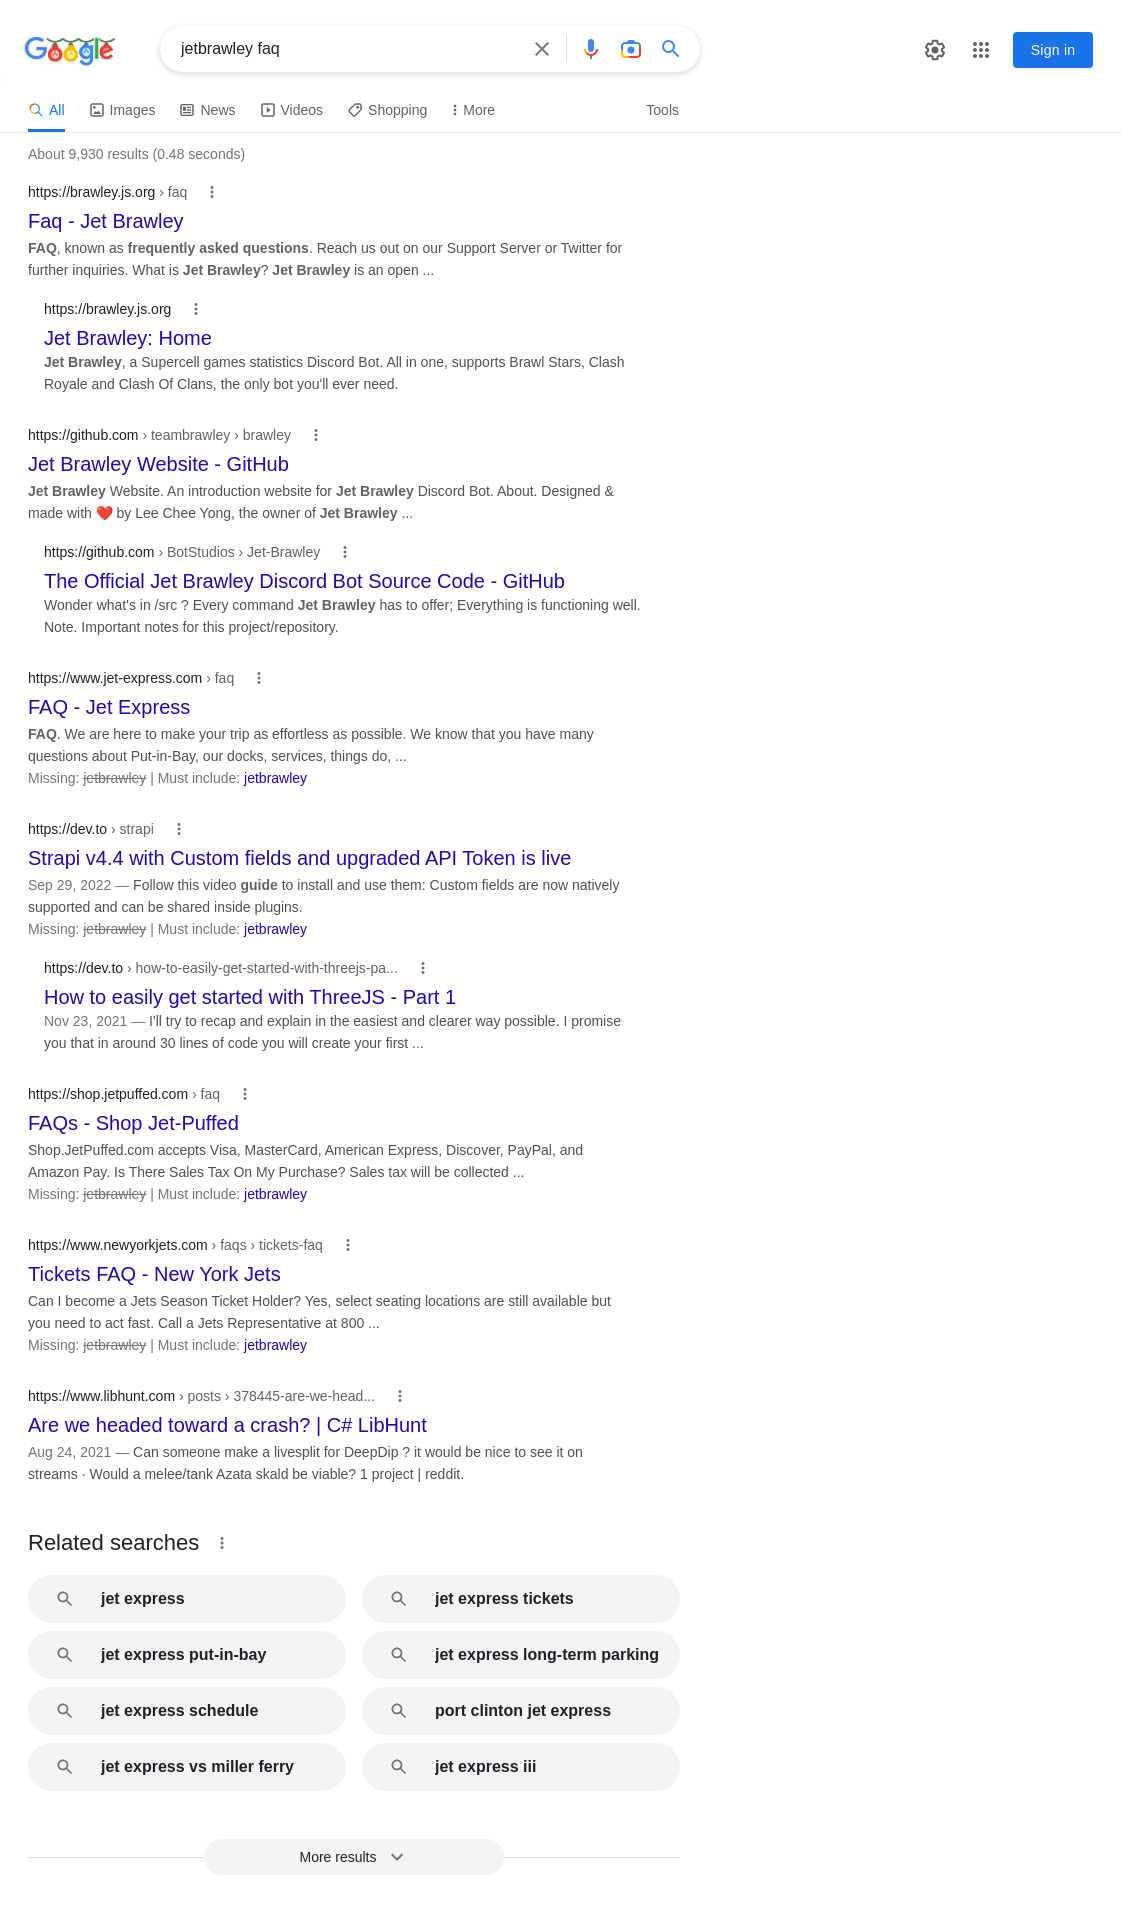 Google
jetbrawley faq
Sign in
All Images News Videos Shopping More Tools
About 9,930 results (0.48 seconds)
https://brawley.js.org › faq
Faq - Jet Brawley
FAQ, known as frequently asked questions. Reach us out on our Support Server or Twitter for
further inquiries. What is Jet Brawley? Jet Brawley is an open ...
https://brawley.js.org
Jet Brawley: Home
Jet Brawley, a Supercell games statistics Discord Bot. All in one, supports Brawl Stars, Clash
Royale and Clash Of Clans, the only bot you'll ever need.
https://github.com › teambrawley › brawley
Jet Brawley Website - GitHub
Jet Brawley Website. An introduction website for Jet Brawley Discord Bot. About. Designed &
made with ❤️ by Lee Chee Yong, the owner of Jet Brawley ...
https://github.com › BotStudios › Jet-Brawley
The Official Jet Brawley Discord Bot Source Code - GitHub
Wonder what's in /src ? Every command Jet Brawley has to offer; Everything is functioning well.
Note. Important notes for this project/repository.
https://www.jet-express.com › faq
FAQ - Jet Express
FAQ. We are here to make your trip as effortless as possible. We know that you have many
questions about Put-in-Bay, our docks, services, things do, ...
Missing: jetbrawley | Must include: jetbrawley
https://dev.to › strapi
Strapi v4.4 with Custom fields and upgraded API Token is live
Sep 29, 2022 — Follow this video guide to install and use them: Custom fields are now natively
supported and can be shared inside plugins.
Missing: jetbrawley | Must include: jetbrawley
https://dev.to › how-to-easily-get-started-with-threejs-pa...
How to easily get started with ThreeJS - Part 1
Nov 23, 2021 — I'll try to recap and explain in the easiest and clearer way possible. I promise
you that in around 30 lines of code you will create your first ...
https://shop.jetpuffed.com › faq
FAQs - Shop Jet-Puffed
Shop.JetPuffed.com accepts Visa, MasterCard, American Express, Discover, PayPal, and
Amazon Pay. Is There Sales Tax On My Purchase? Sales tax will be collected ...
Missing: jetbrawley | Must include: jetbrawley
https://www.newyorkjets.com › faqs › tickets-faq
Tickets FAQ - New York Jets
Can I become a Jets Season Ticket Holder? Yes, select seating locations are still available but
you need to act fast. Call a Jets Representative at 800 ...
Missing: jetbrawley | Must include: jetbrawley
https://www.libhunt.com › posts › 378445-are-we-head...
Are we headed toward a crash? | C# LibHunt
Aug 24, 2021 — Can someone make a livesplit for DeepDip ? it would be nice to see it on
streams · Would a melee/tank Azata skald be viable? 1 project | reddit.
Related searches
jet express
jet express tickets
jet express put-in-bay
jet express long-term parking
jet express schedule
port clinton jet express
jet express vs miller ferry
jet express iii
More results